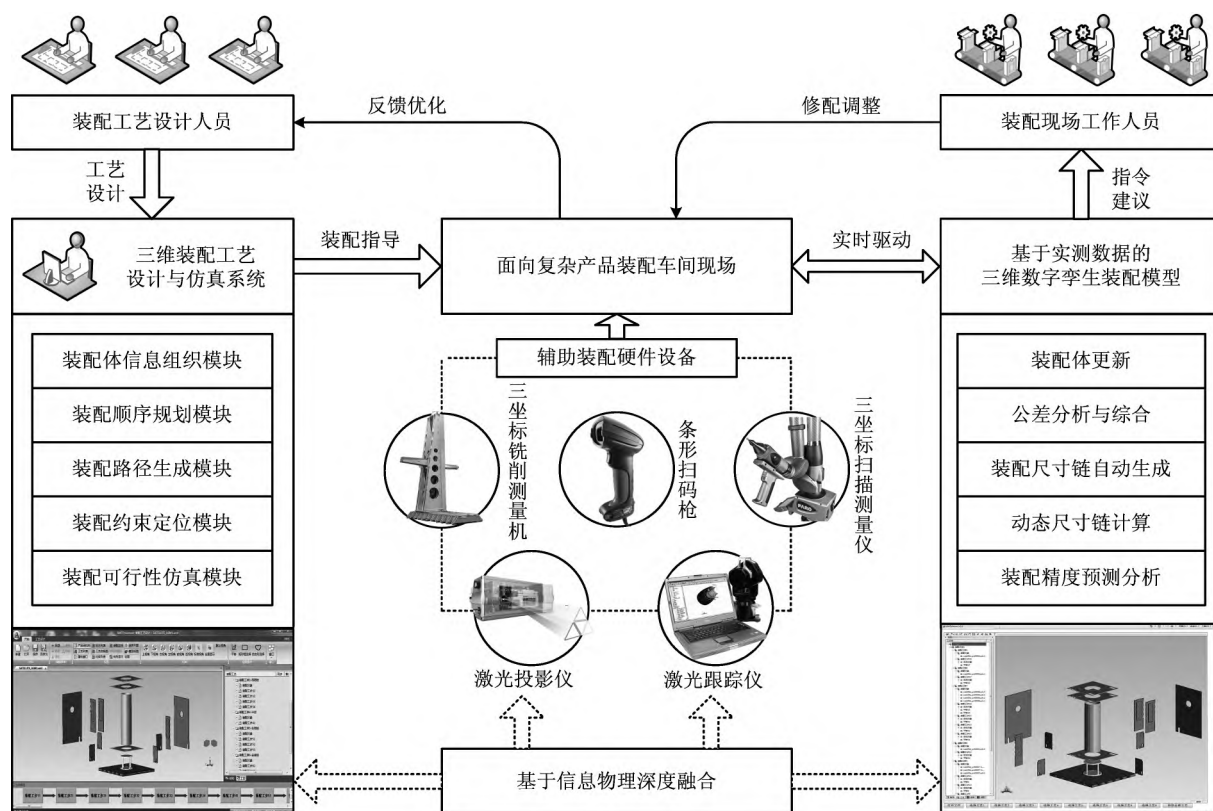 装配工艺设计人员
反馈优化
修配调整
装配现场工作人员
工艺
设计
指令
建议
三维装配工艺
设计与仿真系统
装配指导
面向复杂产品装配车间现场
实时驱动
基于实测数据的
三维数字孪生装配模型
辅助装配硬件设备
装配体信息组织模块
装配顺序规划模块
装配路径生成模块
装配约束定位模块
装配可行性仿真模块
三坐标铣削测量机
条形扫码枪
三坐标扫描测量仪
装配体更新
公差分析与综合
装配尺寸链自动生成
动态尺寸链计算
装配精度预测分析
激光投影仪
激光跟踪仪
基于信息物理深度融合